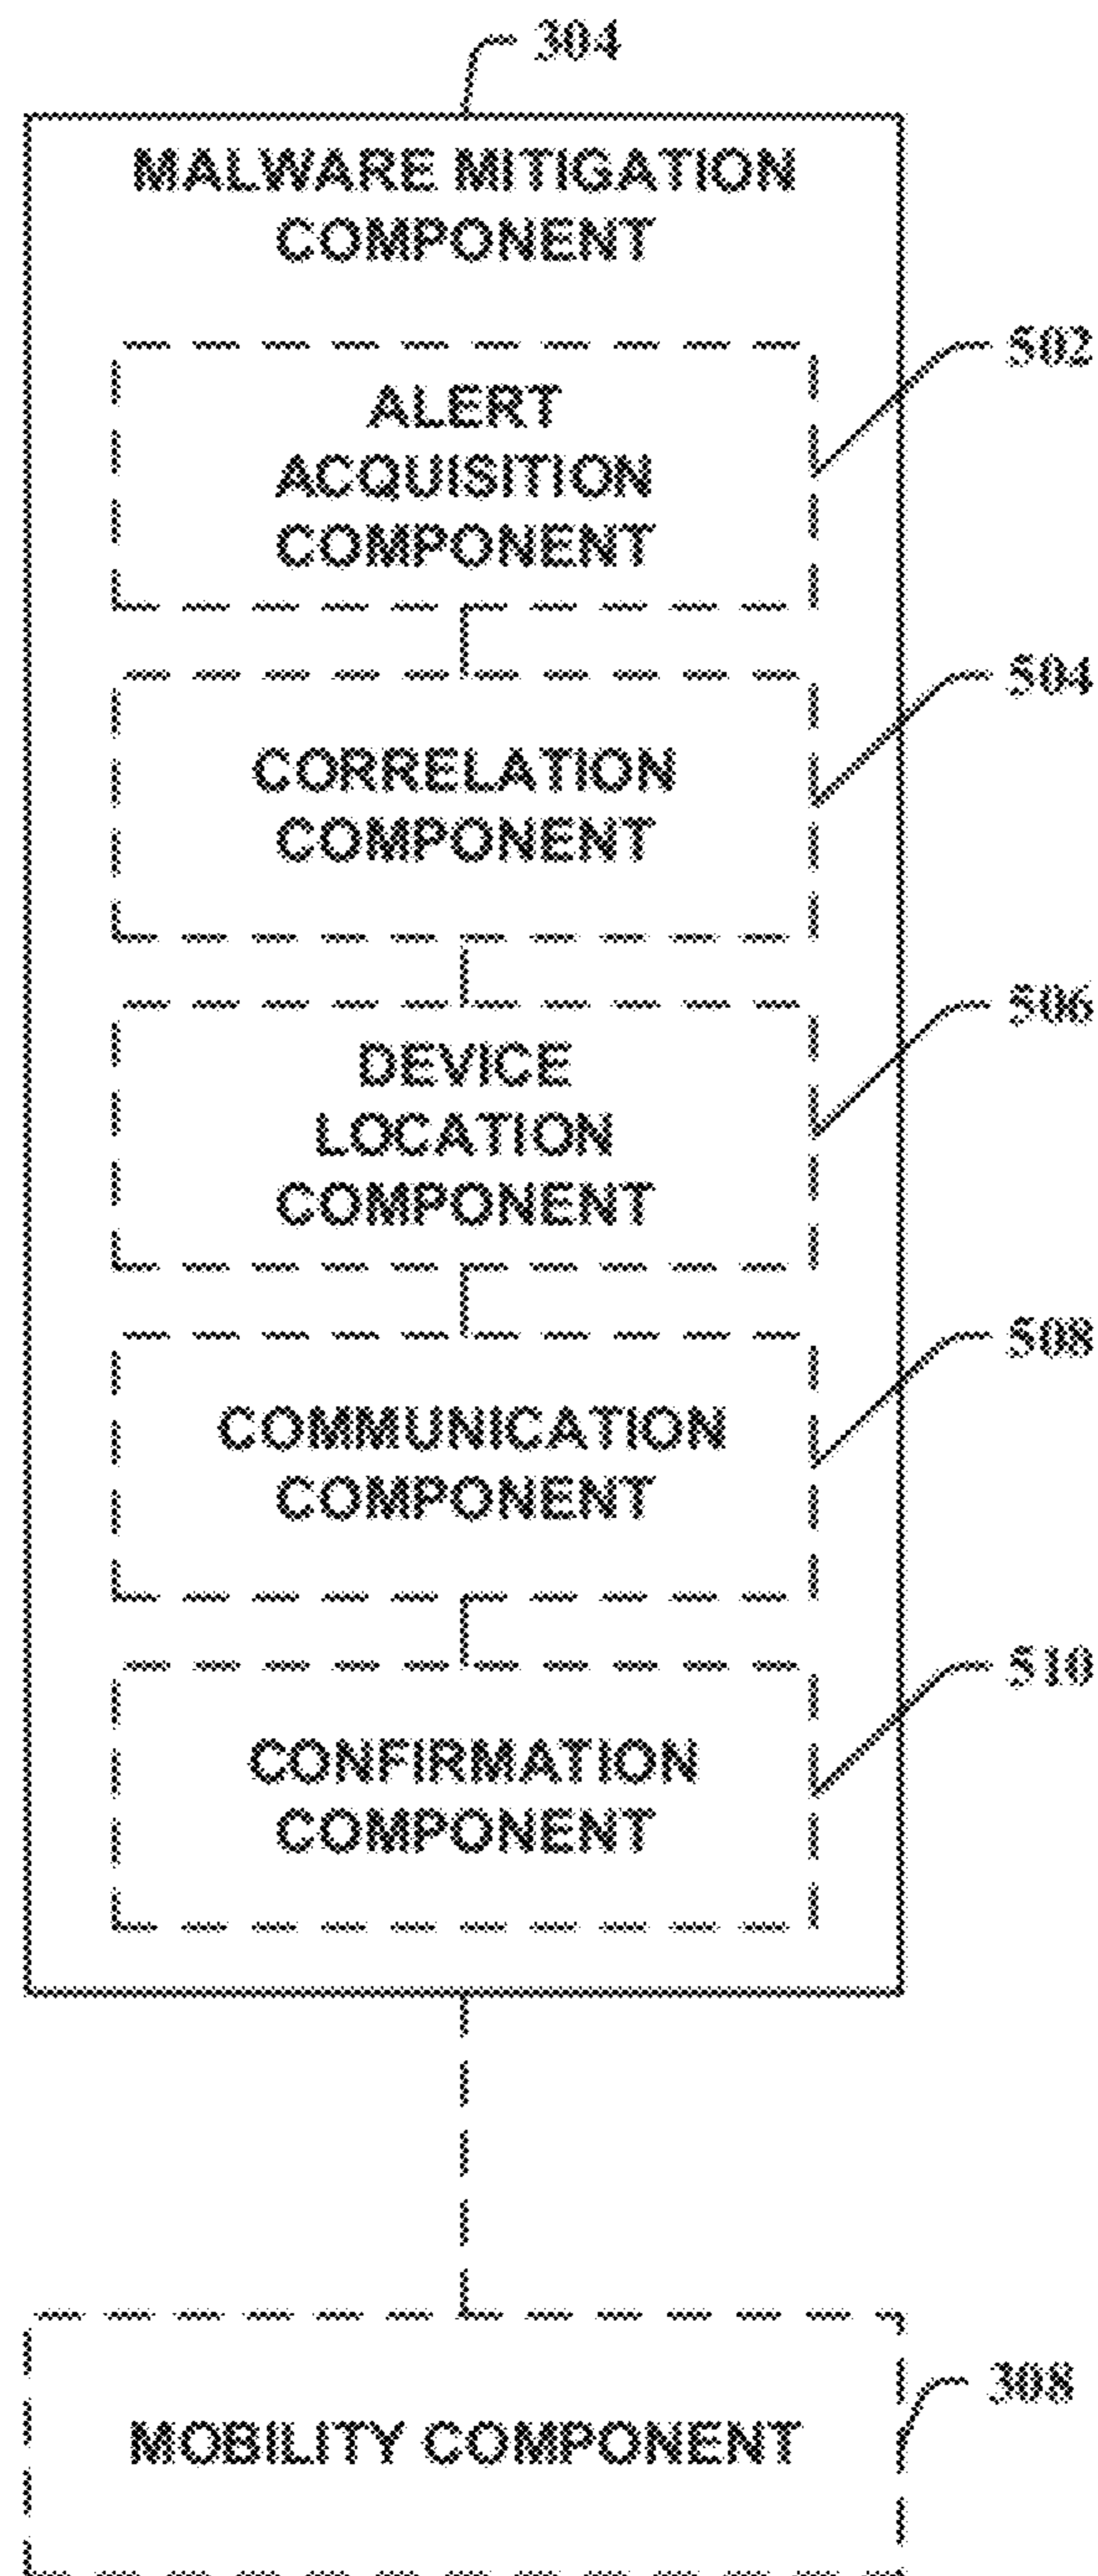 304
MALWARE MITIGATION
COMPONENT
502
ALERT
ACQUISITION
COMPONENT
504
CORRELATION
COMPONENT
506
DEVICE
LOCATION
COMPONENT
508
COMMUNICATION
COMPONENT
510
CONFIRMATION
COMPONENT
308
MOBILITY COMPONENT